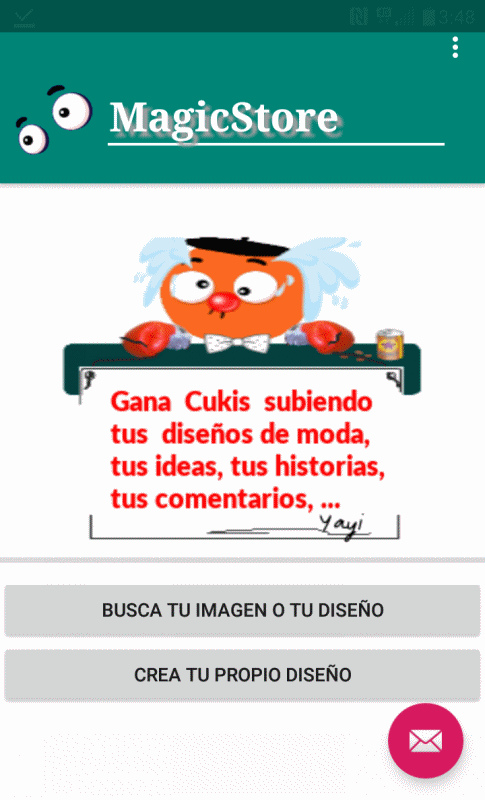 3:48
MagicStore
Gana Cukis subiendo
tus diseños de moda,
tus ideas, tus historias,
tus comentarios, ...
Yayi
BUSCA TU IMAGEN O TU DISEÑO
CREA TU PROPIO DISEÑO